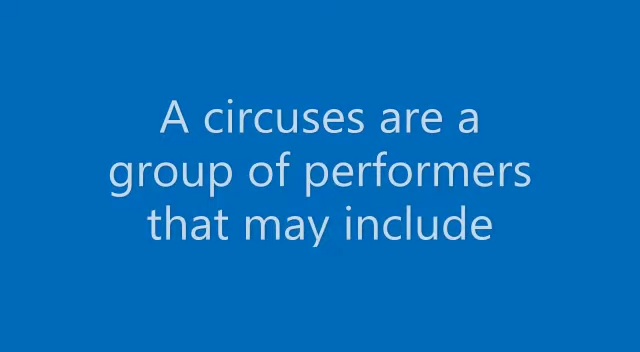 A circuses are a
group of performers
that may include